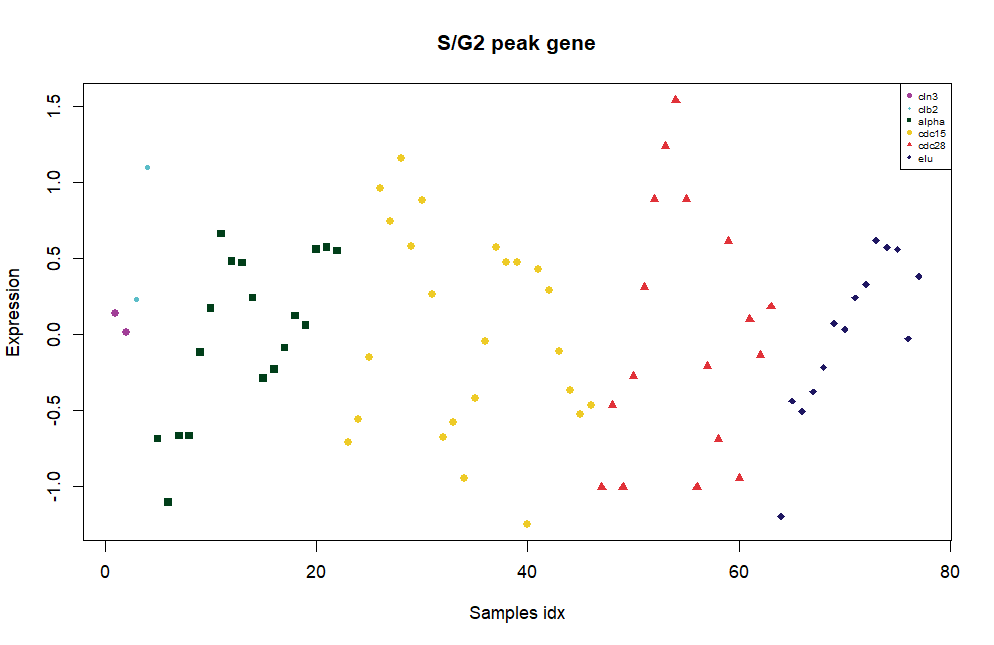 S/G2 peak gene
cln3
clb2
alpha
cdc15
cdc28
elu
Expression
1.5
1.0
0.5
0.0
-0.5
-1.0
0 20 40 60 80
Samples idx